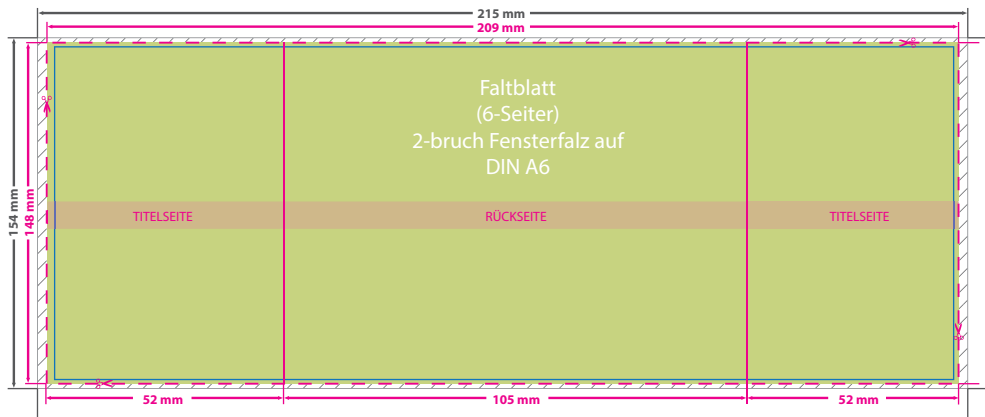 215 mm
209 mm
Faltblatt
(6-Seiter)
2-bruch Fensterfalz auf
DIN A6
154 mm
148 mm
TITELSEITE
RÜCKSEITE
TITELSEITE
52 mm
105 mm
52 mm